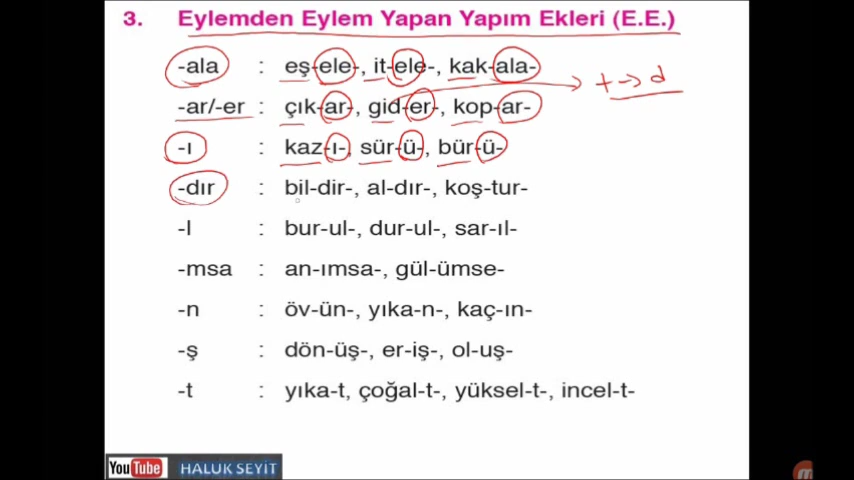 3. Eylemden Eylem Yapan Yapım Ekleri (E.E.)
-ala : eş-ele-, it-ele-, kak-ala-
t → d
-ar/-er : çık-ar-, gid-er-, kop-ar-
-ı : kaz-ı-, sür-ü-, bür-ü-
-dır : bil-dir-, al-dır-, koş-tur-
-l : bur-ul-, dur-ul-, sar-ıl-
-msa : an-ımsa-, gül-ümse-
-n : öv-ün-, yıka-n-, kaç-ın-
-ş : dön-üş-, er-iş-, ol-uş-
-t : yıka-t, çoğal-t-, yüksel-t-, incel-t-
YouTube HALUK SEYİT